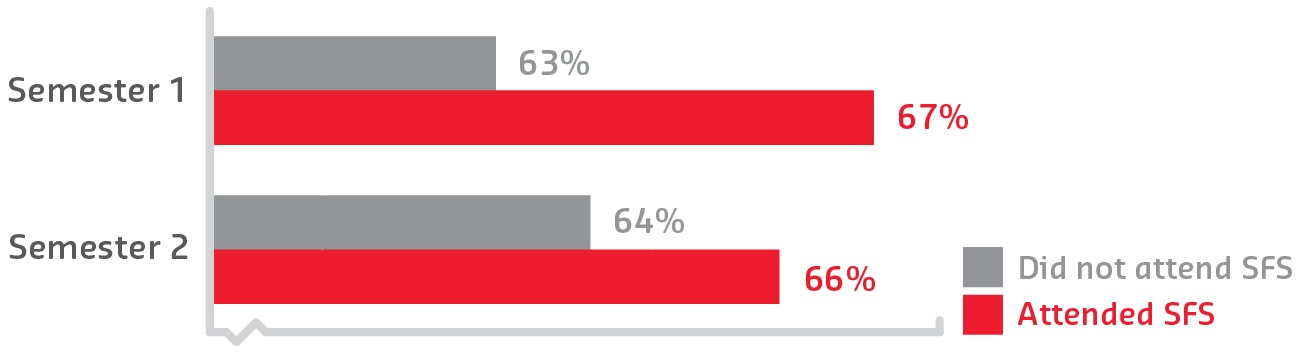 Semester 1
63%
67%
Semester 2
64%
66%
Did not attend SFS
Attended SFS